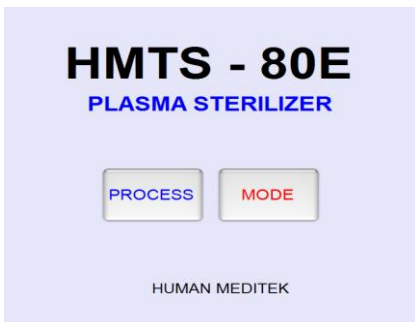 HMTS - 80E
PLASMA STERILIZER
PROCESS MODE
HUMAN MEDITEK